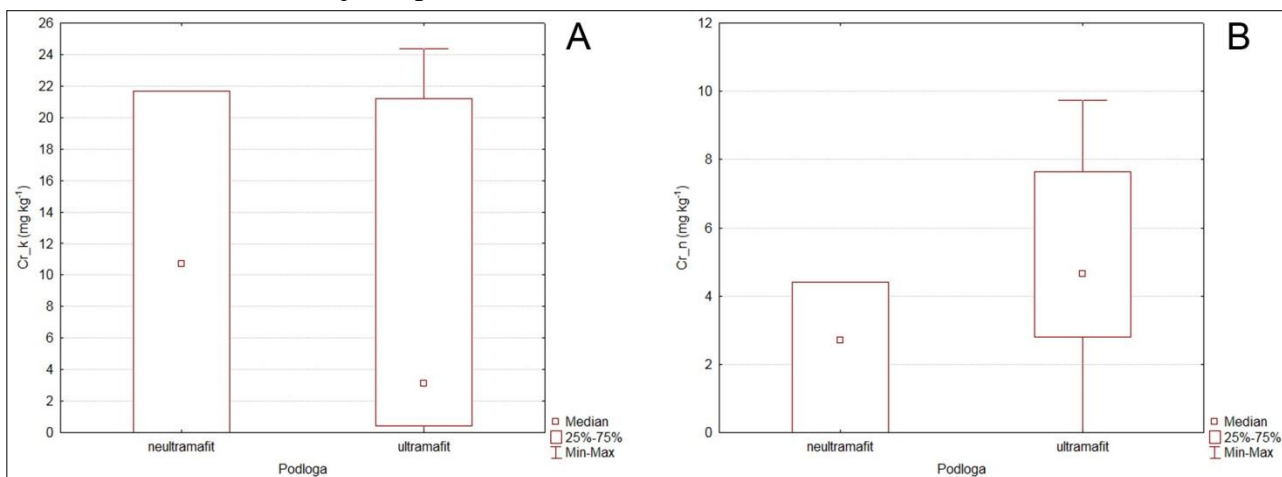 A
Cr_k (mg kg⁻¹)
26
24
22
20
18
16
14
12
10
8
6
4
2
0
neultramafit
ultramafit
Podloga
Median
25%-75%
Min-Max
B
Cr_n (mg kg⁻¹)
12
10
8
6
4
2
0
neultramafit
ultramafit
Podloga
Median
25%-75%
Min-Max